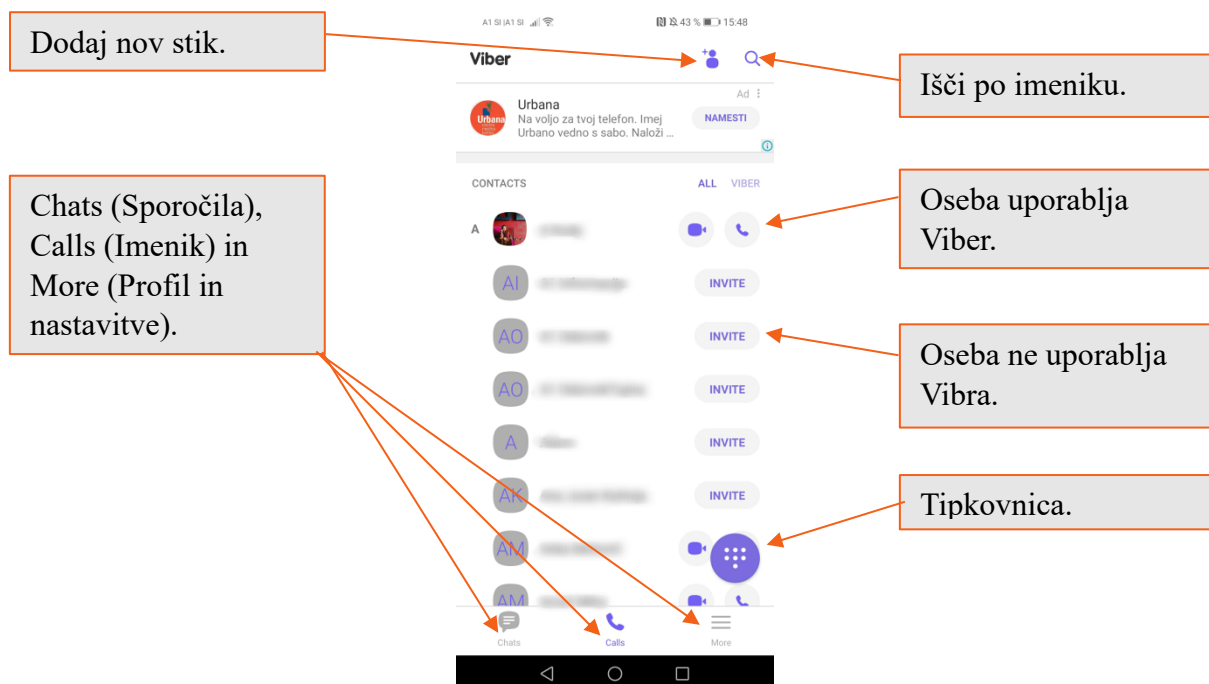 Dodaj nov stik.
A1 SI |A1 SI
43 % 15:48
Viber
Išči po imeniku.
Urbana
Ad
Na voljo za tvoj telefon. Imej
Urbano vedno s sabo. Naloži ...
NAMESTI
Urbana
Chats (Sporočila),
Calls (Imenik) in
More (Profil in
nastavitve).
CONTACTS
ALL VIBER
Oseba uporablja
Viber.
A
AI
INVITE
AO
INVITE
Oseba ne uporablja
Vibra.
AO
INVITE
A
INVITE
AK
INVITE
Tipkovnica.
AM
AM
Chats
Calls
More